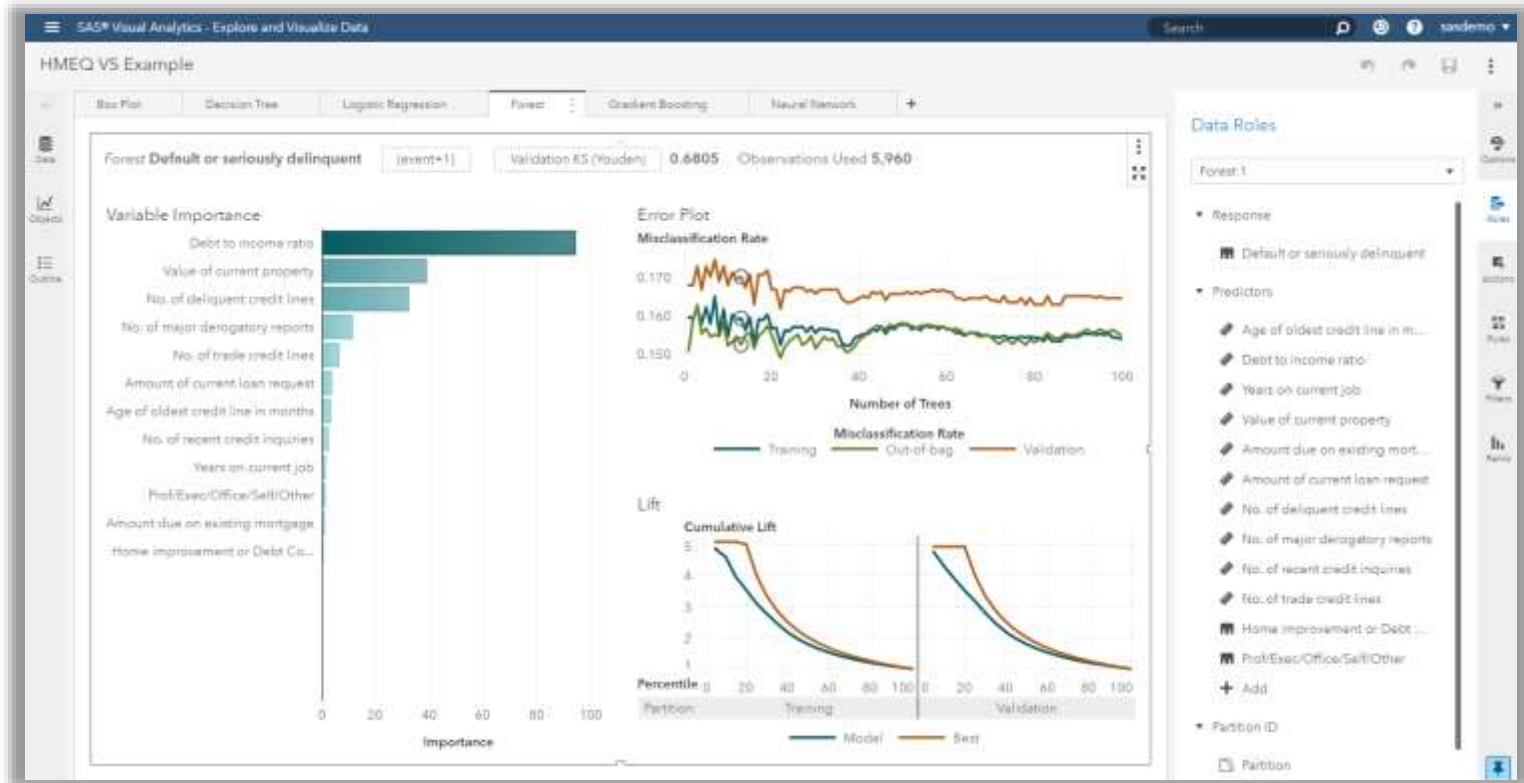 SAS® Visual Analytics - Explore and Visualize Data
Search
sasdemo
HMEQ VS Example
Box Plot
Decision Tree
Logistic Regression
Forest
Gradient Boosting
Neural Network
+
Data
Objects
Outline
Forest Default or seriously delinquent
(event=1)
Validation KS (Youden)
0.6805
Observations Used 5,960
Variable Importance
Debt to income ratio
Value of current property
No. of deliquent credit lines
No. of major derogatory reports
No. of trade credit lines
Amount of current loan request
Age of oldest credit line in months
No. of recent credit inquiries
Years on current job
Prof/Exec/Office/Self/Other
Amount due on existing mortgage
Home improvement or Debt Co...
0 20 40 60 80 100
Importance
Error Plot
Misclassification Rate
0.170
0.160
0.150
0 20 40 60 80 100
Number of Trees
Misclassification Rate
Training Out-of-bag Validation
Lift
Cumulative Lift
5
4
3
2
1
Percentile 0 20 40 60 80 100 0 20 40 60 80 100
Partition Training Validation
Model Best
Data Roles
Forest 1
Response
Default or seriously delinquent
Predictors
Age of oldest credit line in m...
Debt to income ratio
Years on current job
Value of current property
Amount due on existing mort...
Amount of current loan request
No. of deliquent credit lines
No. of major derogatory reports
No. of recent credit inquiries
No. of trade credit lines
Home improvement or Debt ...
Prof/Exec/Office/Self/Other
+ Add
Partition ID
Partition
Options
Roles
Actions
Rules
Filters
Ranks